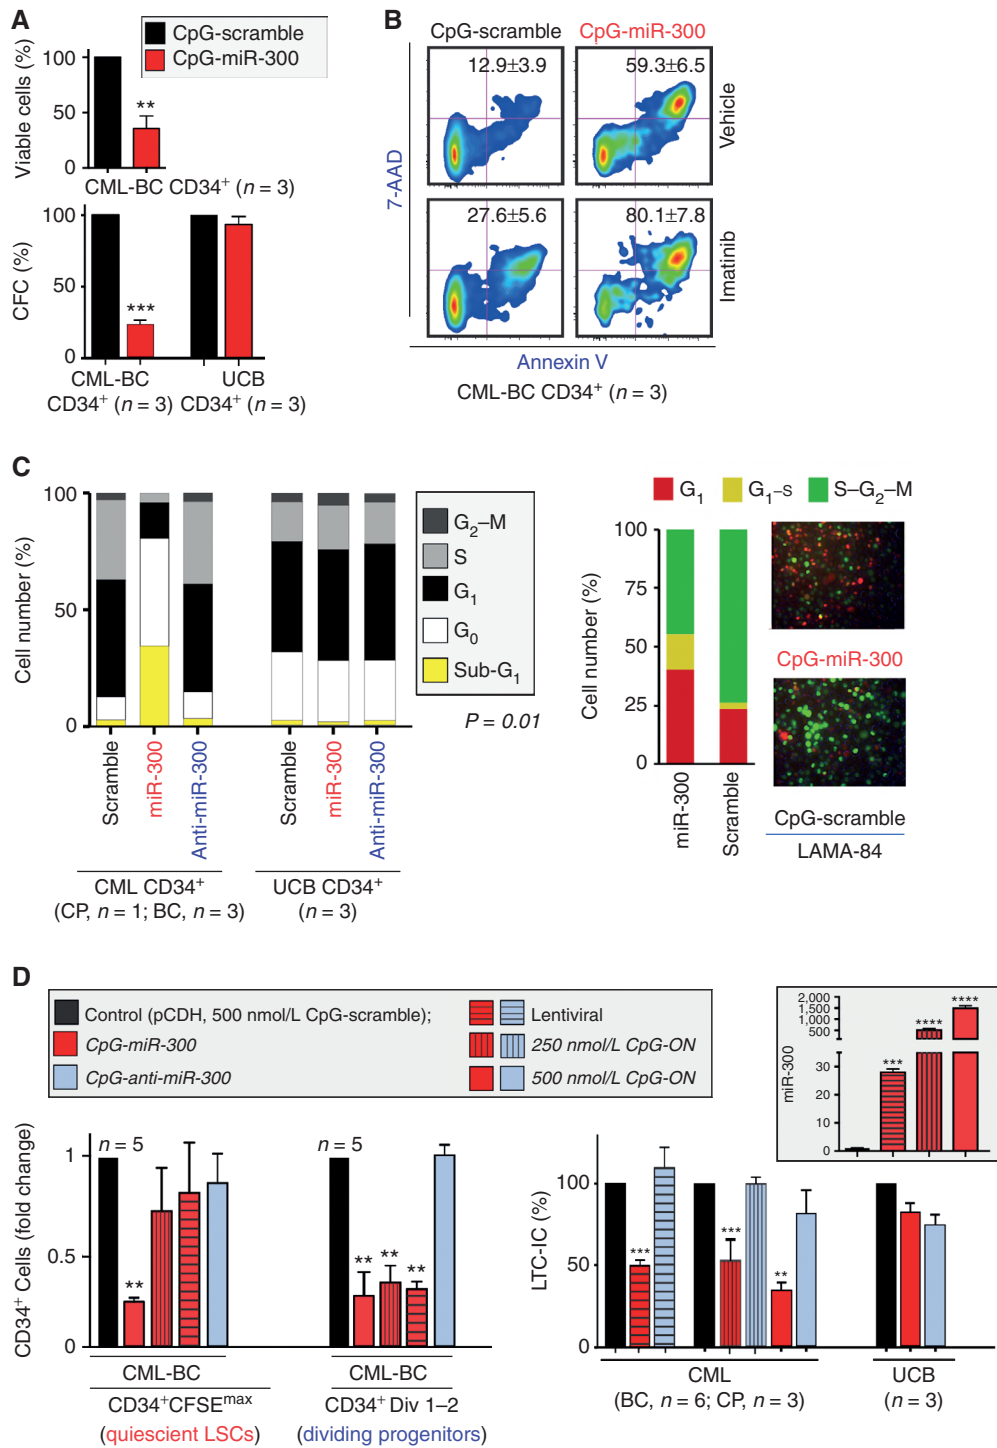 A
CpG-scramble
CpG-miR-300
Viable cells (%)
100
50
0
**
CML-BC CD34+ (n = 3)
CFC (%)
100
50
0
***
CML-BC
CD34+ (n = 3)
UCB
CD34+ (n = 3)
B
CpG-scramble
CpG-miR-300
12.9±3.9
59.3±6.5
Vehicle
27.6±5.6
80.1±7.8
Imatinib
7-AAD
Annexin V
CML-BC CD34+ (n = 3)
C
Cell number (%)
100
50
0
Scramble
miR-300
Anti-miR-300
Scramble
miR-300
Anti-miR-300
CML CD34+
(CP, n = 1; BC, n = 3)
UCB CD34+
(n = 3)
G2–M
S
G1
G0
Sub-G1
P = 0.01
G1
G1–S
S–G2–M
Cell number (%)
100
75
50
25
0
miR-300
Scramble
CpG-miR-300
CpG-scramble
LAMA-84
D
Control (pCDH, 500 nmol/L CpG-scramble);
CpG-miR-300
CpG-anti-miR-300
Lentiviral
250 nmol/L CpG-ON
500 nmol/L CpG-ON
miR-300
2,000
1,500
1,000
500
30
20
10
0
***
****
****
CD34+ Cells (fold change)
1
0.5
0
n = 5
**
n = 5
**
**
**
CML-BC
CD34+CFSEmax
(quiescent LSCs)
CML-BC
CD34+ Div 1–2
(dividing progenitors)
LTC-IC (%)
100
50
0
***
***
**
CML
(BC, n = 6; CP, n = 3)
UCB
(n = 3)